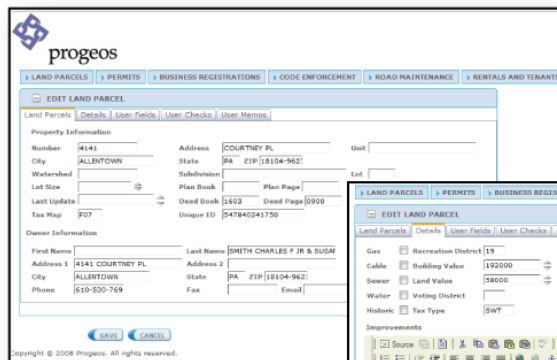 progeos
LAND PARCELS PERMITS BUSINESS REGISTRATIONS CODE ENFORCEMENT ROAD MAINTENANCE RENTALS AND TENANTS
EDIT LAND PARCEL
Land Parcels Details User Fields User Checks User Memos
Property Information
Number 4141 Address COURTNEY PL Unit
City ALLENTOWN State PA ZIP 18104-962
Watershed Subdivision Lot
Lot Size Plan Book Plan Page
Last Update Deed Book 1603 Deed Page 0900
Tax Map F07 Unique ID 547840241750
Owner Information
First Name Last Name SMITH CHARLES F JR & SUSAN
Address 1 4141 COURTNEY PL Address 2
City ALLENTOWN State PA ZIP 18104-962
Phone 610-530-769 Fax Email
SAVE CANCEL
Copyright © 2008 Progeos. All rights reserved.
LAND PARCELS PERMITS BUSINESS REGIS
EDIT LAND PARCEL
Land Parcels Details User Fields User Checks
Gas Recreation District 19
Cable Building Value 192000
Sewer Land Value 58000
Water Voting District
Historic Tax Type SWT
Improvements
Source